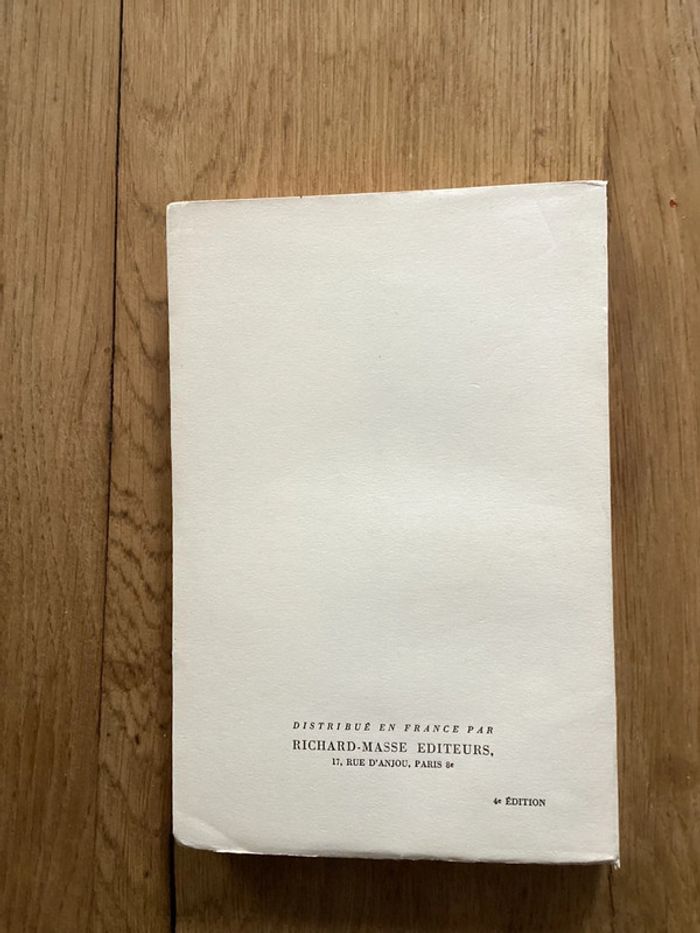 DISTRIBUÉ EN FRANCE PAR
RICHARD-MASSE EDITEURS,
17, RUE D'ANJOU, PARIS 8e
4e ÉDITION